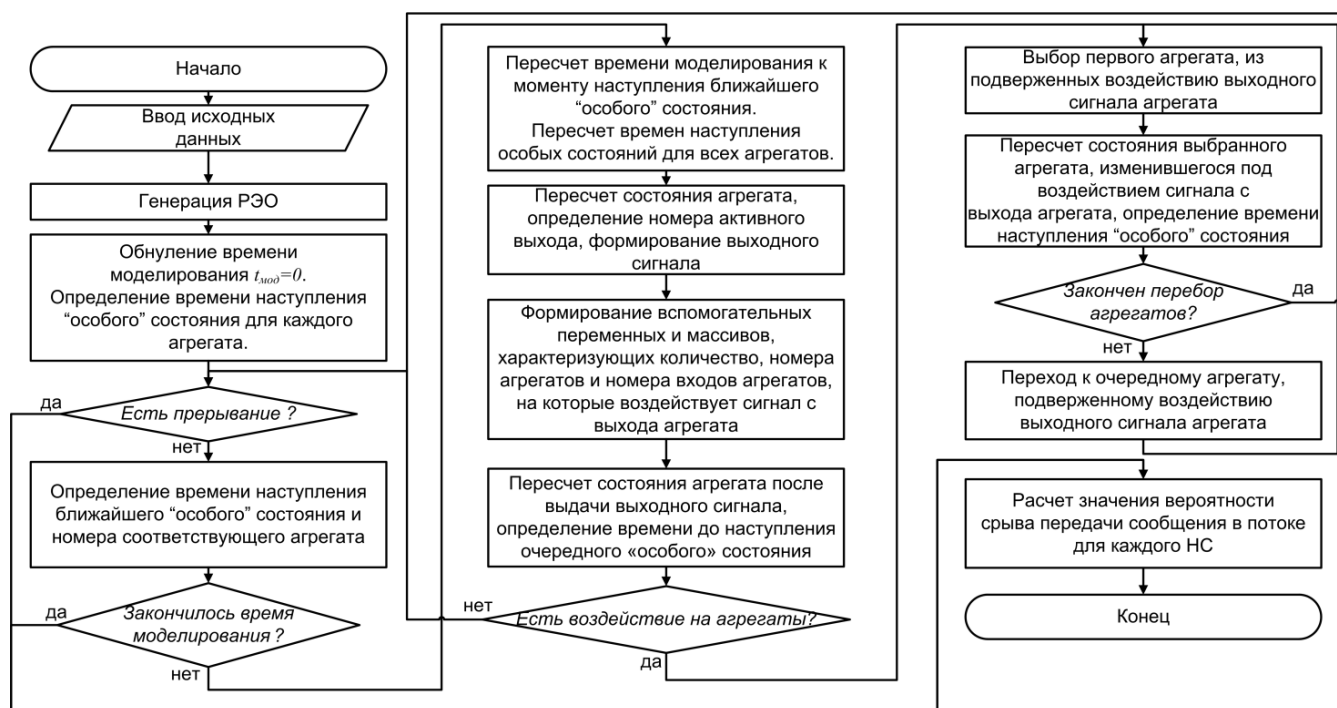 Начало
Ввод исходных
данных
Генерация РЭО
Обнуление времени
моделирования tмод=0.
Определение времени наступления
“особого” состояния для каждого
агрегата.
да
Есть прерывание ?
нет
Определение времени наступления
ближайшего “особого” состояния и
номера соответствующего агрегата
да
Закончилось время
моделирования ?
нет
Пересчет времени моделирования к
моменту наступления ближайшего
“особого” состояния.
Пересчет времен наступления
особых состояний для всех агрегатов.
Пересчет состояния агрегата,
определение номера активного
выхода, формирование выходного
сигнала
Формирование вспомогательных
переменных и массивов,
характеризующих количество, номера
агрегатов и номера входов агрегатов,
на которые воздействует сигнал с
выхода агрегата
Пересчет состояния агрегата после
выдачи выходного сигнала,
определение времени до наступления
очередного «особого» состояния
нет
Есть воздействие на агрегаты?
да
Выбор первого агрегата, из
подверженных воздействию выходного
сигнала агрегата
Пересчет состояния выбранного
агрегата, изменившегося под
воздействием сигнала с
выхода агрегата, определение времени
наступления “особого” состояния
Закончен перебор
агрегатов?
да
нет
Переход к очередному агрегату,
подверженному воздействию
выходного сигнала агрегата
Расчет значения вероятности
срыва передачи сообщения в потоке
для каждого НС
Конец